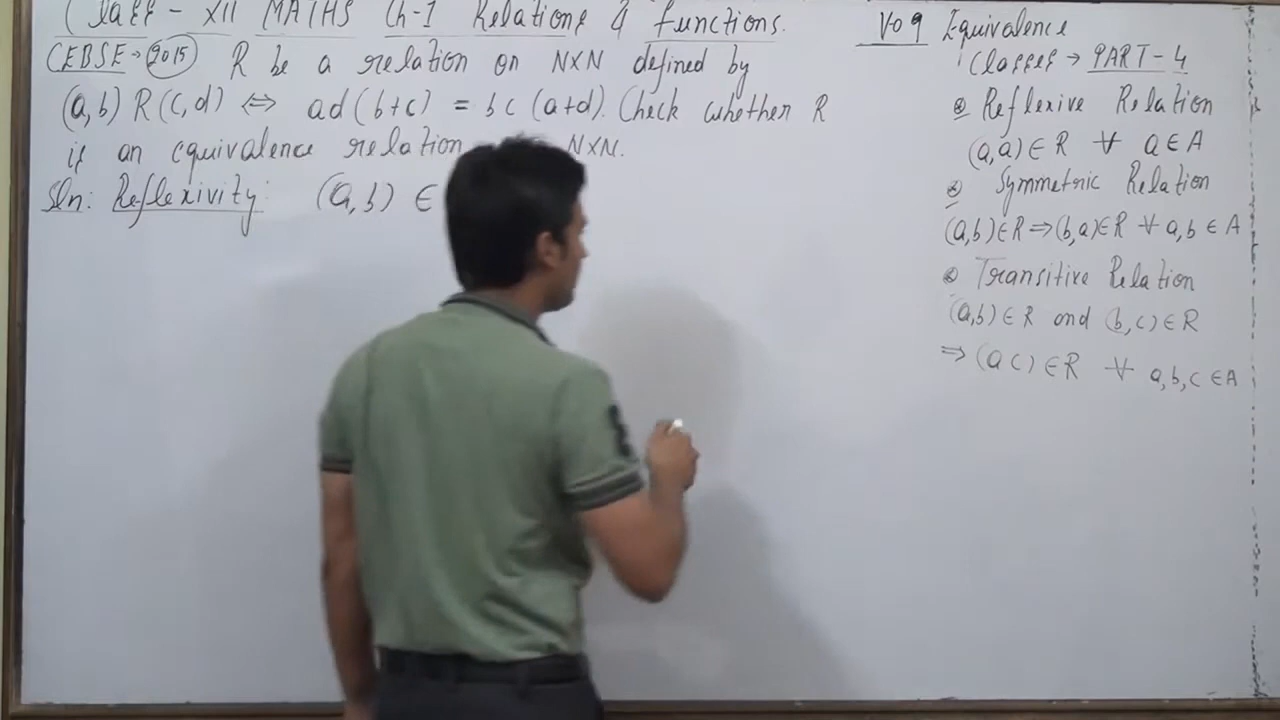 Class - XII MATHS Ch-1 Relations & functions.
CBSE → 2015 R be a relation on N×N defined by
(a,b) R (c,d) ⇔ ad(b+c) = bc(a+d). Check whether R
is an equivalence relation N×N.
Sln: Reflexivity: (a,b) ∈
V09 Equivalence
Classes → PART-4
Reflexive Relation
(a,a) ∈ R ∀ a ∈ A
Symmetric Relation
(a,b) ∈ R ⇒ (b,a) ∈ R ∀ a,b ∈ A
Transitive Relation
(a,b) ∈ R and (b,c) ∈ R
⇒ (a c) ∈ R ∀ a,b,c ∈ A